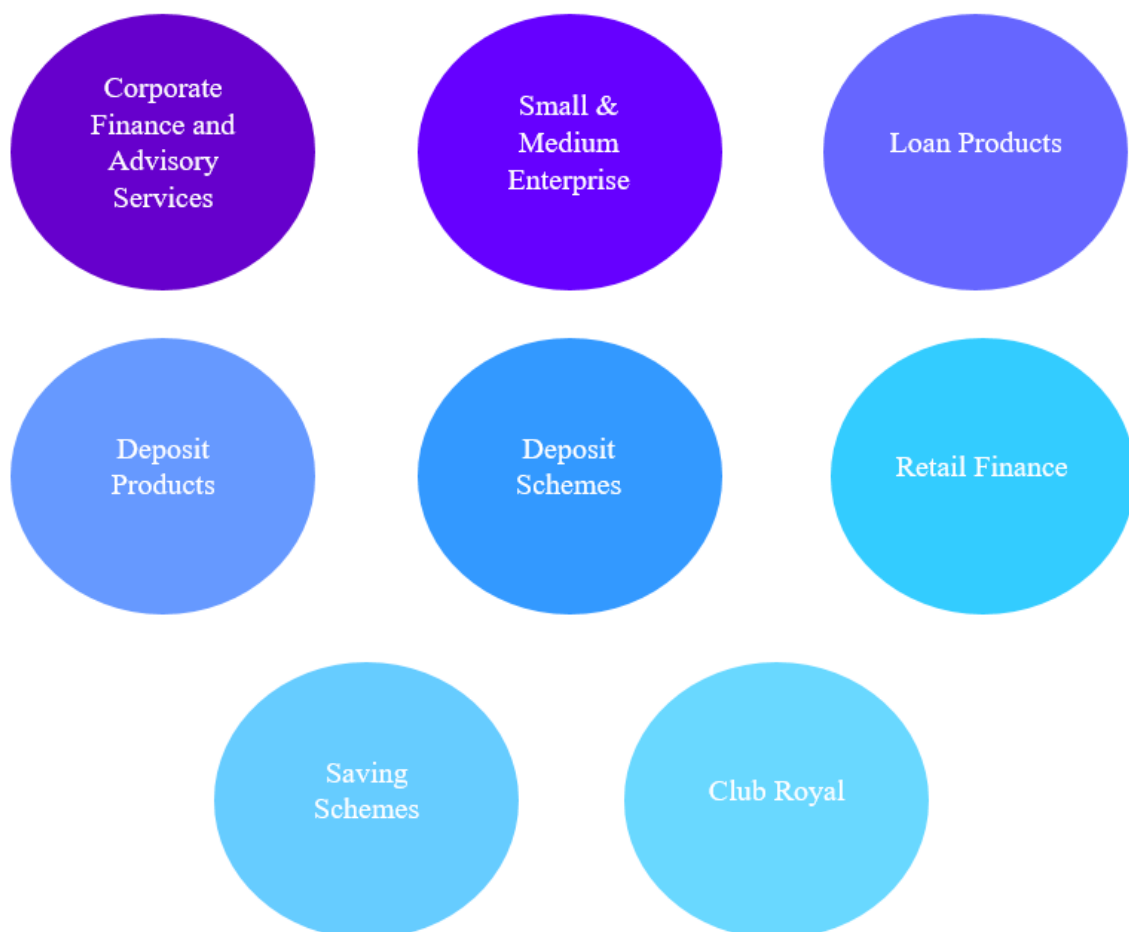 Corporate
Finance and
Advisory
Services
Small &
Medium
Enterprise
Loan Products
Deposit
Products
Deposit
Schemes
Retail Finance
Saving
Schemes
Club Royal